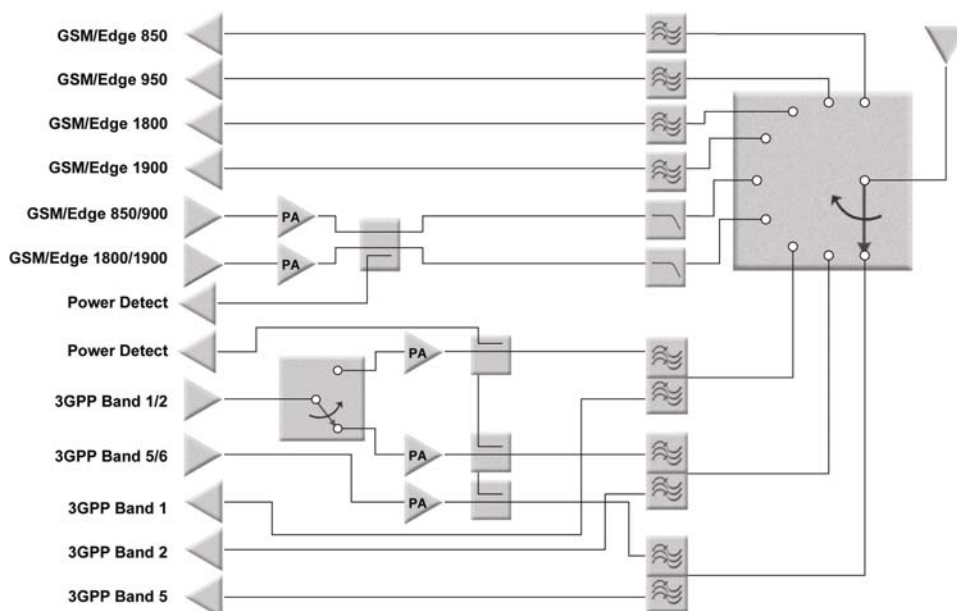 GSM/Edge 850
GSM/Edge 950
GSM/Edge 1800
GSM/Edge 1900
GSM/Edge 850/900
PA
GSM/Edge 1800/1900
PA
Power Detect
Power Detect
PA
3GPP Band 1/2
3GPP Band 5/6
PA
3GPP Band 1
PA
3GPP Band 2
3GPP Band 5